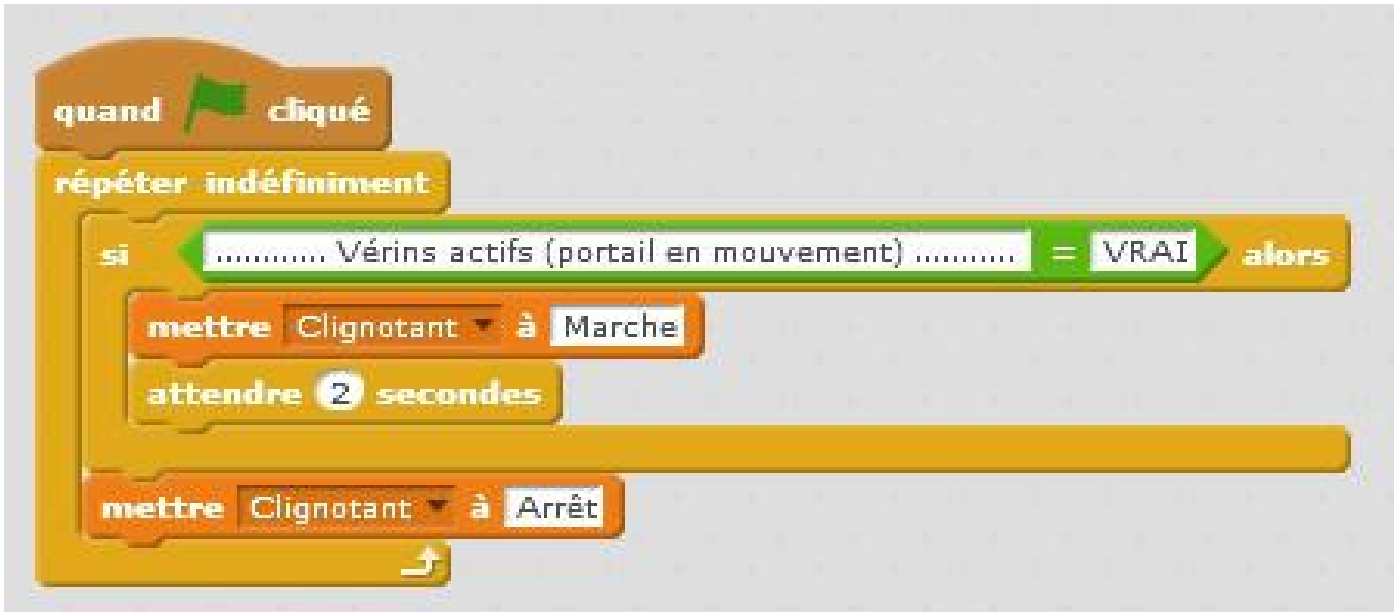 quand cliqué
répéter indéfiniment
si ............ Vérins actifs (portail en mouvement) ........... = VRAI alors
mettre Clignotant à Marche
attendre 2 secondes
mettre Clignotant à Arrêt